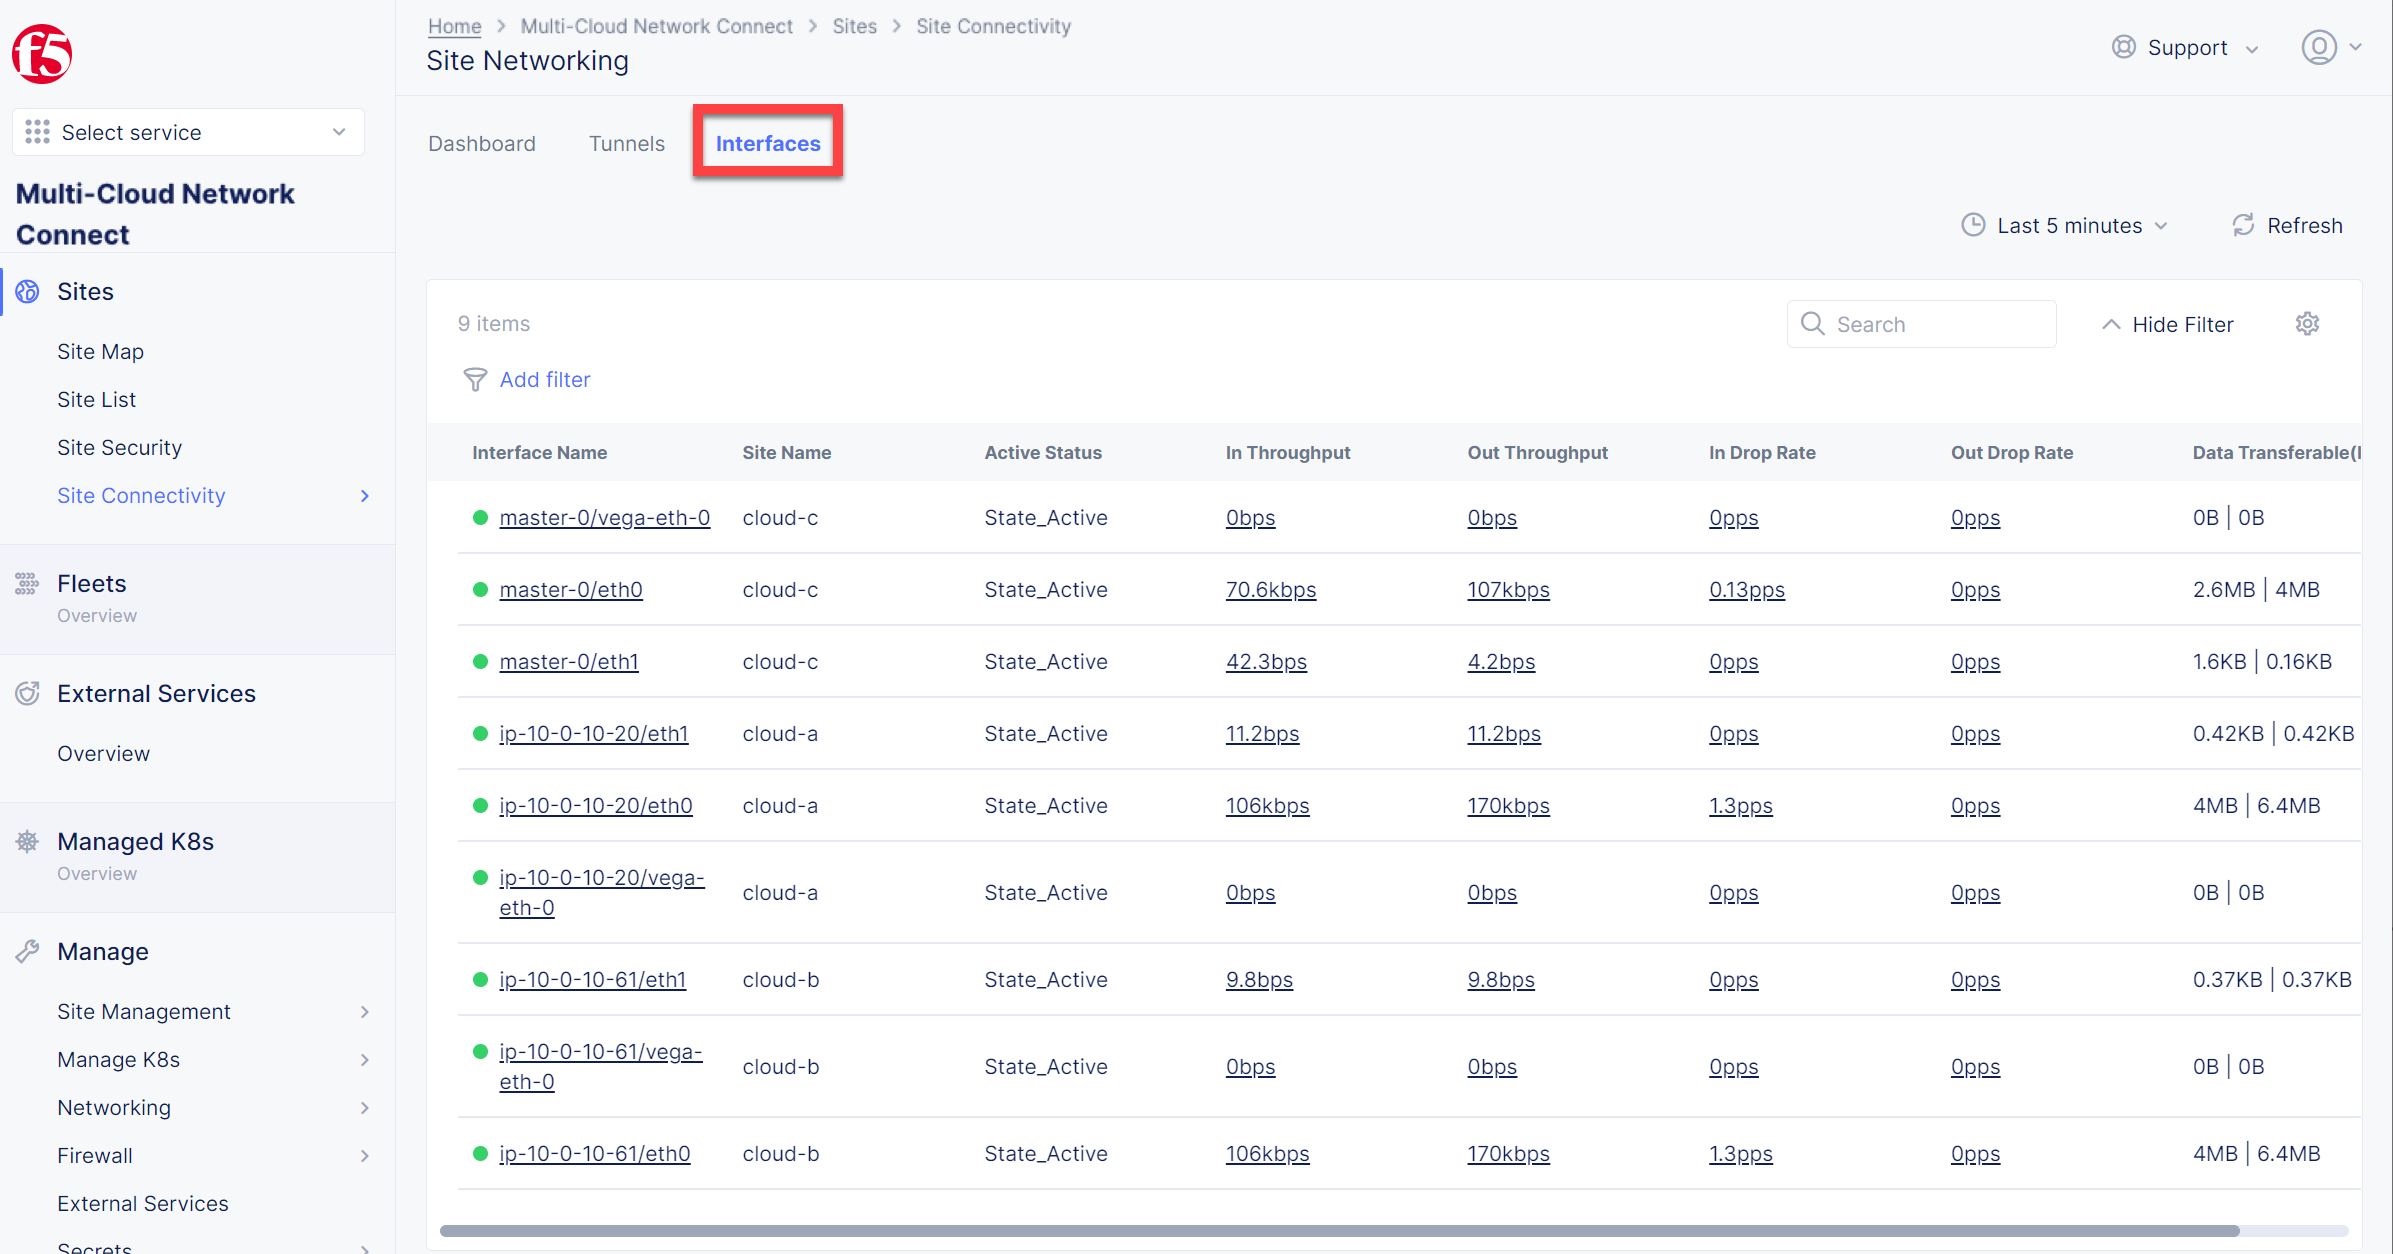 f5
Select service
Multi-Cloud Network
Connect
Sites
Site Map
Site List
Site Security
Site Connectivity
Fleets
Overview
External Services
Overview
Managed K8s
Overview
Manage
Site Management
Manage K8s
Networking
Firewall
External Services
Secrets
Home > Multi-Cloud Network Connect > Sites > Site Connectivity
Site Networking
Support
Dashboard Tunnels Interfaces
Last 5 minutes Refresh
9 items Search Hide Filter
Add filter
Interface Name Site Name Active Status In Throughput Out Throughput In Drop Rate Out Drop Rate Data Transferable(
master-0/vega-eth-0 cloud-c State_Active 0bps 0bps 0pps 0pps 0B | 0B
master-0/eth0 cloud-c State_Active 70.6kbps 107kbps 0.13pps 0pps 2.6MB | 4MB
master-0/eth1 cloud-c State_Active 42.3bps 4.2bps 0pps 0pps 1.6KB | 0.16KB
ip-10-0-10-20/eth1 cloud-a State_Active 11.2bps 11.2bps 0pps 0pps 0.42KB | 0.42KB
ip-10-0-10-20/eth0 cloud-a State_Active 106kbps 170kbps 1.3pps 0pps 4MB | 6.4MB
ip-10-0-10-20/vega-
eth-0 cloud-a State_Active 0bps 0bps 0pps 0pps 0B | 0B
ip-10-0-10-61/eth1 cloud-b State_Active 9.8bps 9.8bps 0pps 0pps 0.37KB | 0.37KB
ip-10-0-10-61/vega-
eth-0 cloud-b State_Active 0bps 0bps 0pps 0pps 0B | 0B
ip-10-0-10-61/eth0 cloud-b State_Active 106kbps 170kbps 1.3pps 0pps 4MB | 6.4MB